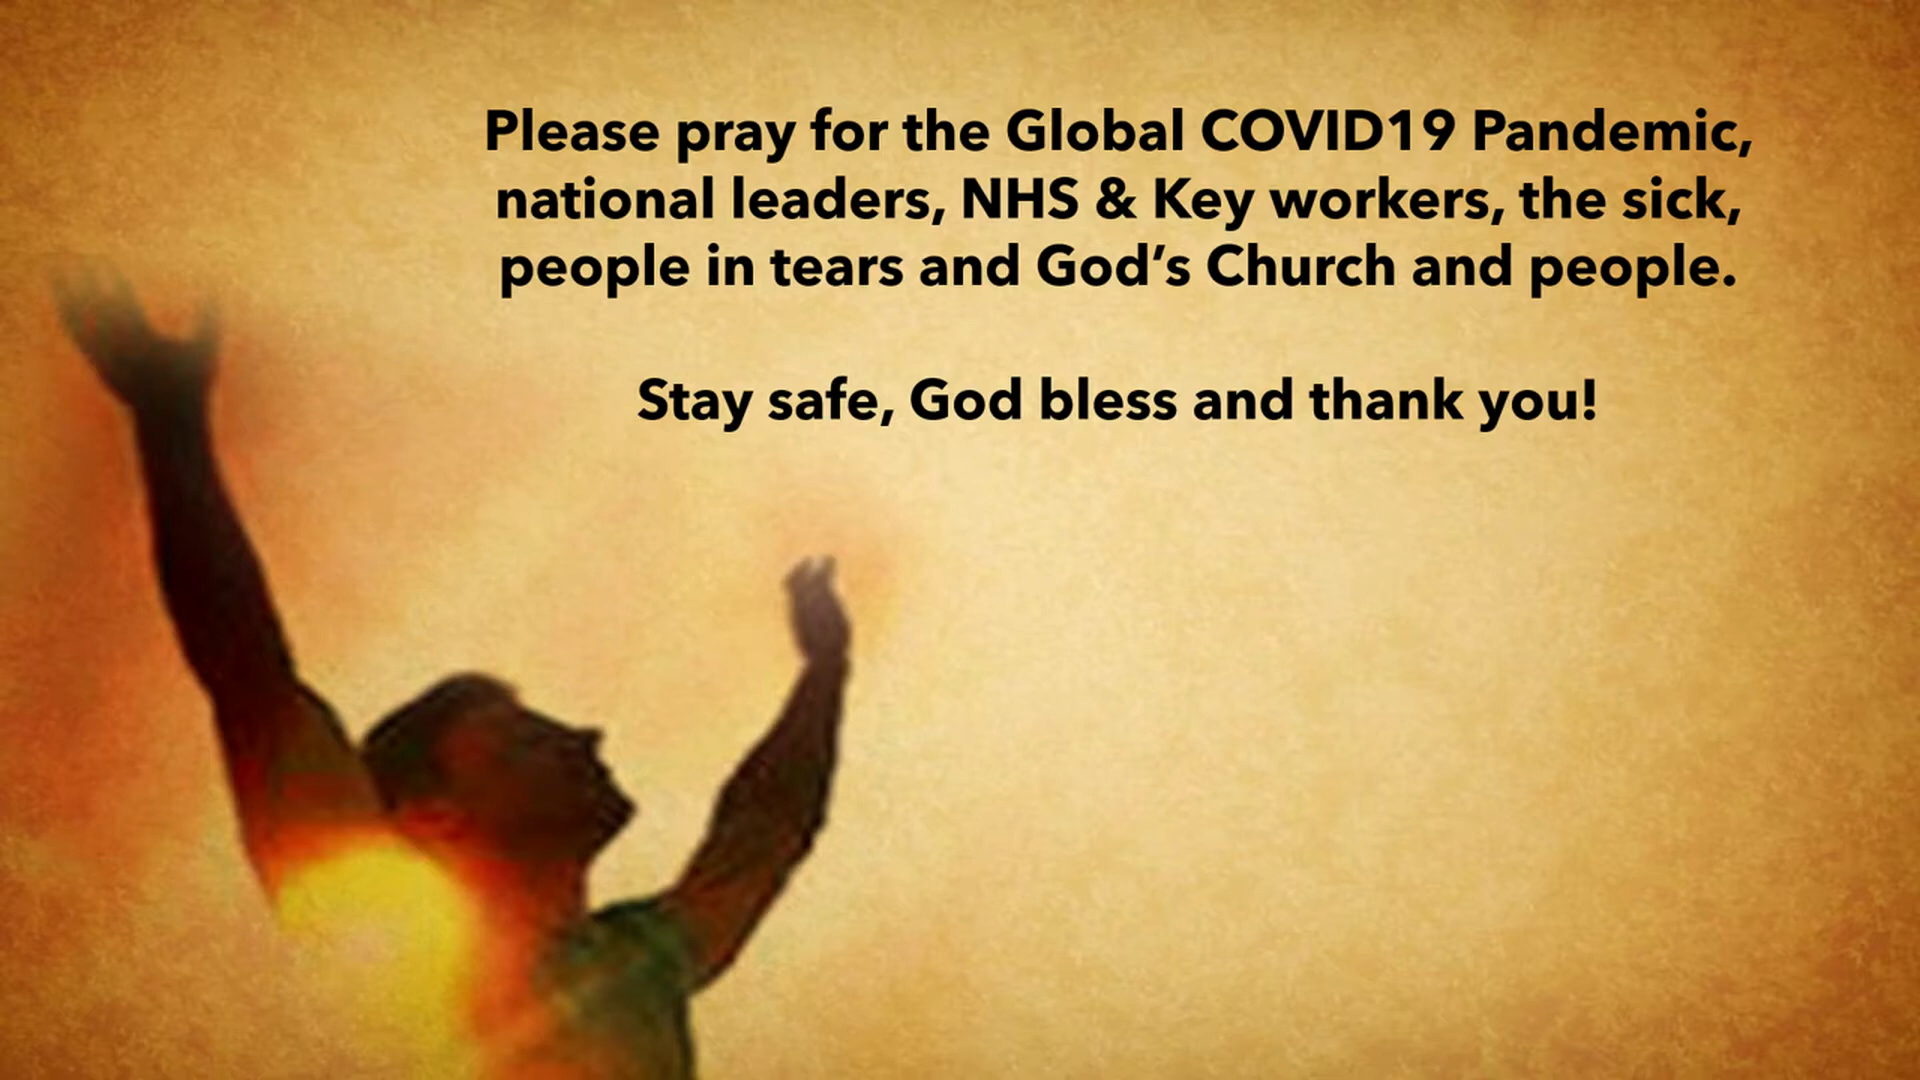 Please pray for the Global COVID19 Pandemic,
national leaders, NHS & Key workers, the sick,
people in tears and God’s Church and people.
Stay safe, God bless and thank you!